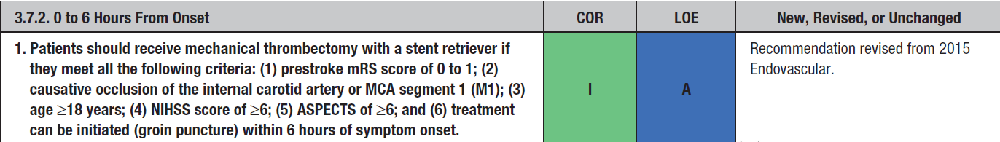 3.7.2. 0 to 6 Hours From Onset COR LOE New, Revised, or Unchanged
1. Patients should receive mechanical thrombectomy with a stent retriever if
they meet all the following criteria: (1) prestroke mRS score of 0 to 1; (2)
causative occlusion of the internal carotid artery or MCA segment 1 (M1); (3)
age ≥18 years; (4) NIHSS score of ≥6; (5) ASPECTS of ≥6; and (6) treatment
can be initiated (groin puncture) within 6 hours of symptom onset.
I
A
Recommendation revised from 2015
Endovascular.